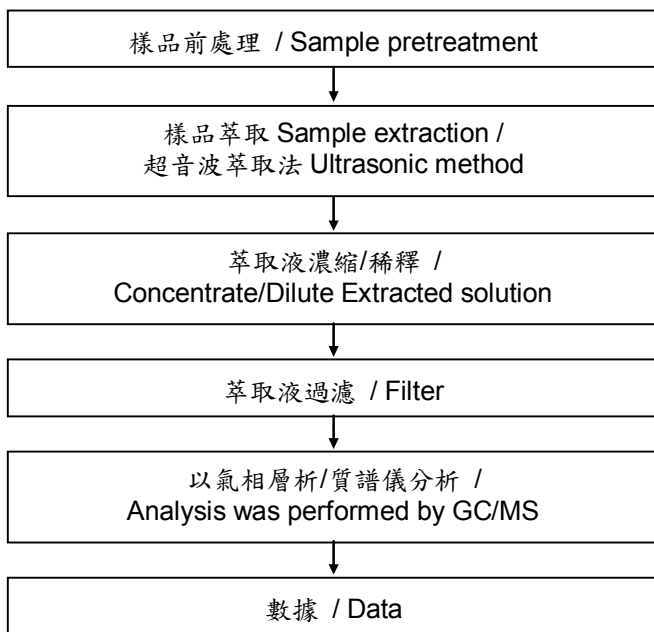 樣品前處理 / Sample pretreatment
樣品萃取 Sample extraction /
超音波萃取法 Ultrasonic method
萃取液濃縮/稀釋 /
Concentrate/Dilute Extracted solution
萃取液過濾 / Filter
以氣相層析/質譜儀分析 /
Analysis was performed by GC/MS
數據 / Data